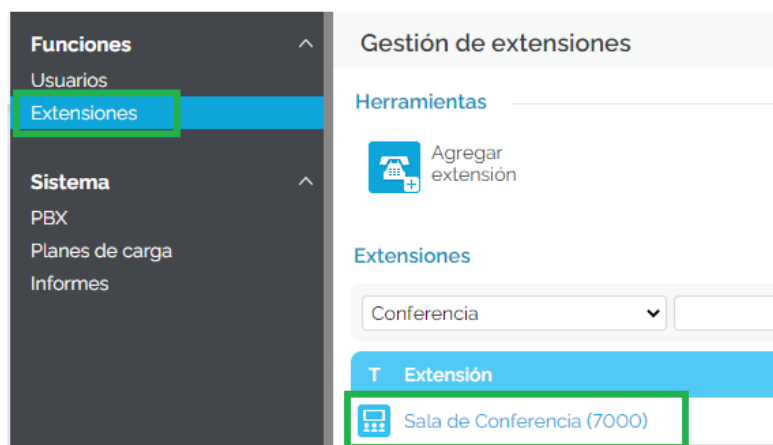 Funciones
Usuarios
Extensiones
Sistema
PBX
Planes de carga
Informes
Gestión de extensiones
Herramientas
Agregar
extensión
Extensiones
Conferencia
T Extensión
Sala de Conferencia (7000)